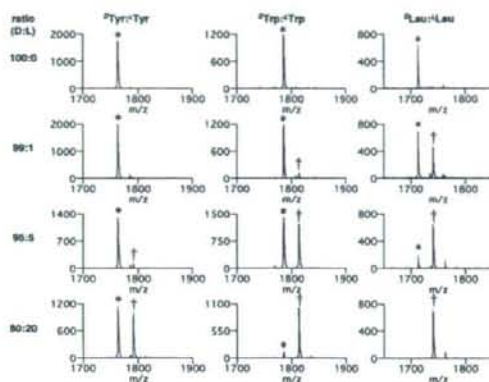 ratio
(D:L)
ᴰTyr:ᴸTyr ᴰTrp:ᴸTrp ᴰLeu:ᴸLeu
100:0
2000 1000 0 * 1700 1800 1900 m/z
1200 600 0 * 1700 1800 1900 m/z
800 400 0 * 1700 1800 m/z
99:1
2000 1000 0 * 1700 1800 1900 m/z
1200 600 0 * † 1700 1800 1900 m/z
800 400 0 * † 1700 1800 m/z
95:5
1400 700 0 * † 1700 1800 1900 m/z
1500 750 0 * † 1700 1800 1900 m/z
800 400 0 * † 1700 1800 m/z
80:20
1200 600 0 * † 1700 1800 1900 m/z
1100 550 0 * † 1700 1800 1900 m/z
800 400 0 † 1700 1800 m/z